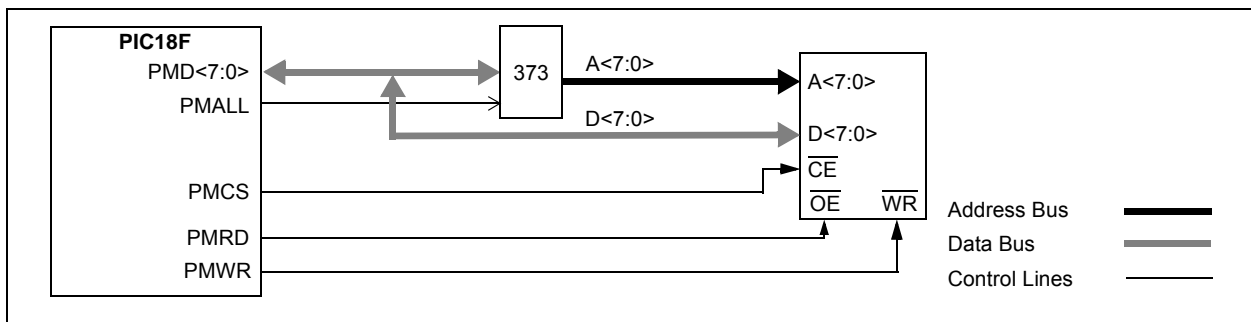 PIC18F
PMD<7:0>
PMALL
373
A<7:0>
A<7:0>
D<7:0>
D<7:0>
CE
OE
WR
PMCS
PMRD
PMWR
Address Bus
Data Bus
Control Lines